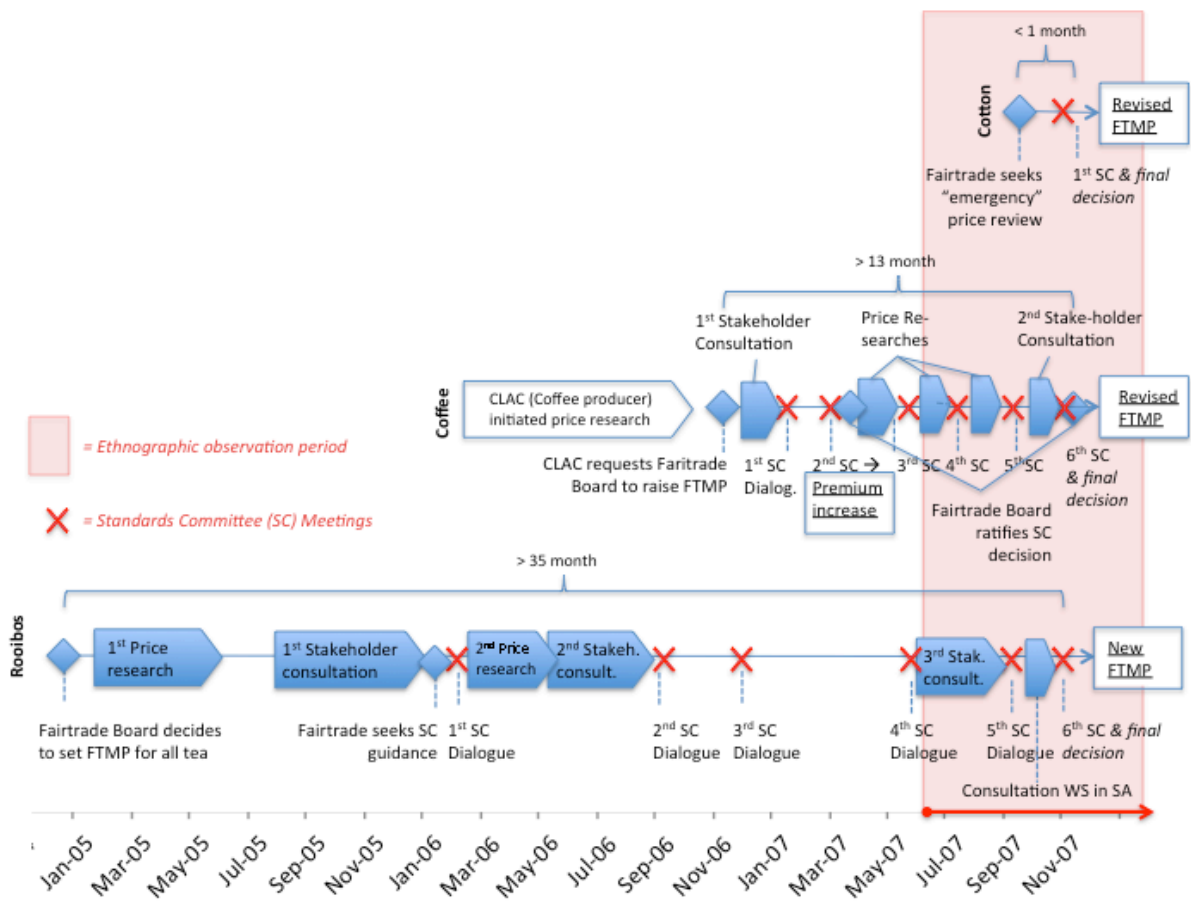 < 1 month
Cotton
Revised
FTMP
Fairtrade seeks
"emergency"
price review
1st SC & final
decision
> 13 month
1st Stakeholder
Consultation
Price Re-
searches
2nd Stake-holder
Consultation
Coffee
CLAC (Coffee producer)
initiated price research
Revised
FTMP
CLAC requests Faritrade
Board to raise FTMP
1st SC
Dialog.
2nd SC →
Premium
increase
3rd SC
4th SC
5th SC
6th SC
& final
decision
Fairtrade Board
ratifies SC
decision
= Ethnographic observation period
= Standards Committee (SC) Meetings
> 35 month
Rooibos
1st Price
research
1st Stakeholder
consultation
2nd Price
research
2nd Stakeh.
consult.
3rd Stak.
consult.
New
FTMP
Fairtrade Board decides
to set FTMP for all tea
Fairtrade seeks SC
guidance
1st SC
Dialogue
2nd SC
Dialogue
3rd SC
Dialogue
4th SC
Dialogue
5th SC
Dialogue
6th SC & final
decision
Consultation WS in SA
Jan-05
Mar-05
May-05
Jul-05
Sep-05
Nov-05
Jan-06
Mar-06
May-06
Jul-06
Sep-06
Nov-06
Jan-07
Mar-07
May-07
Jul-07
Sep-07
Nov-07